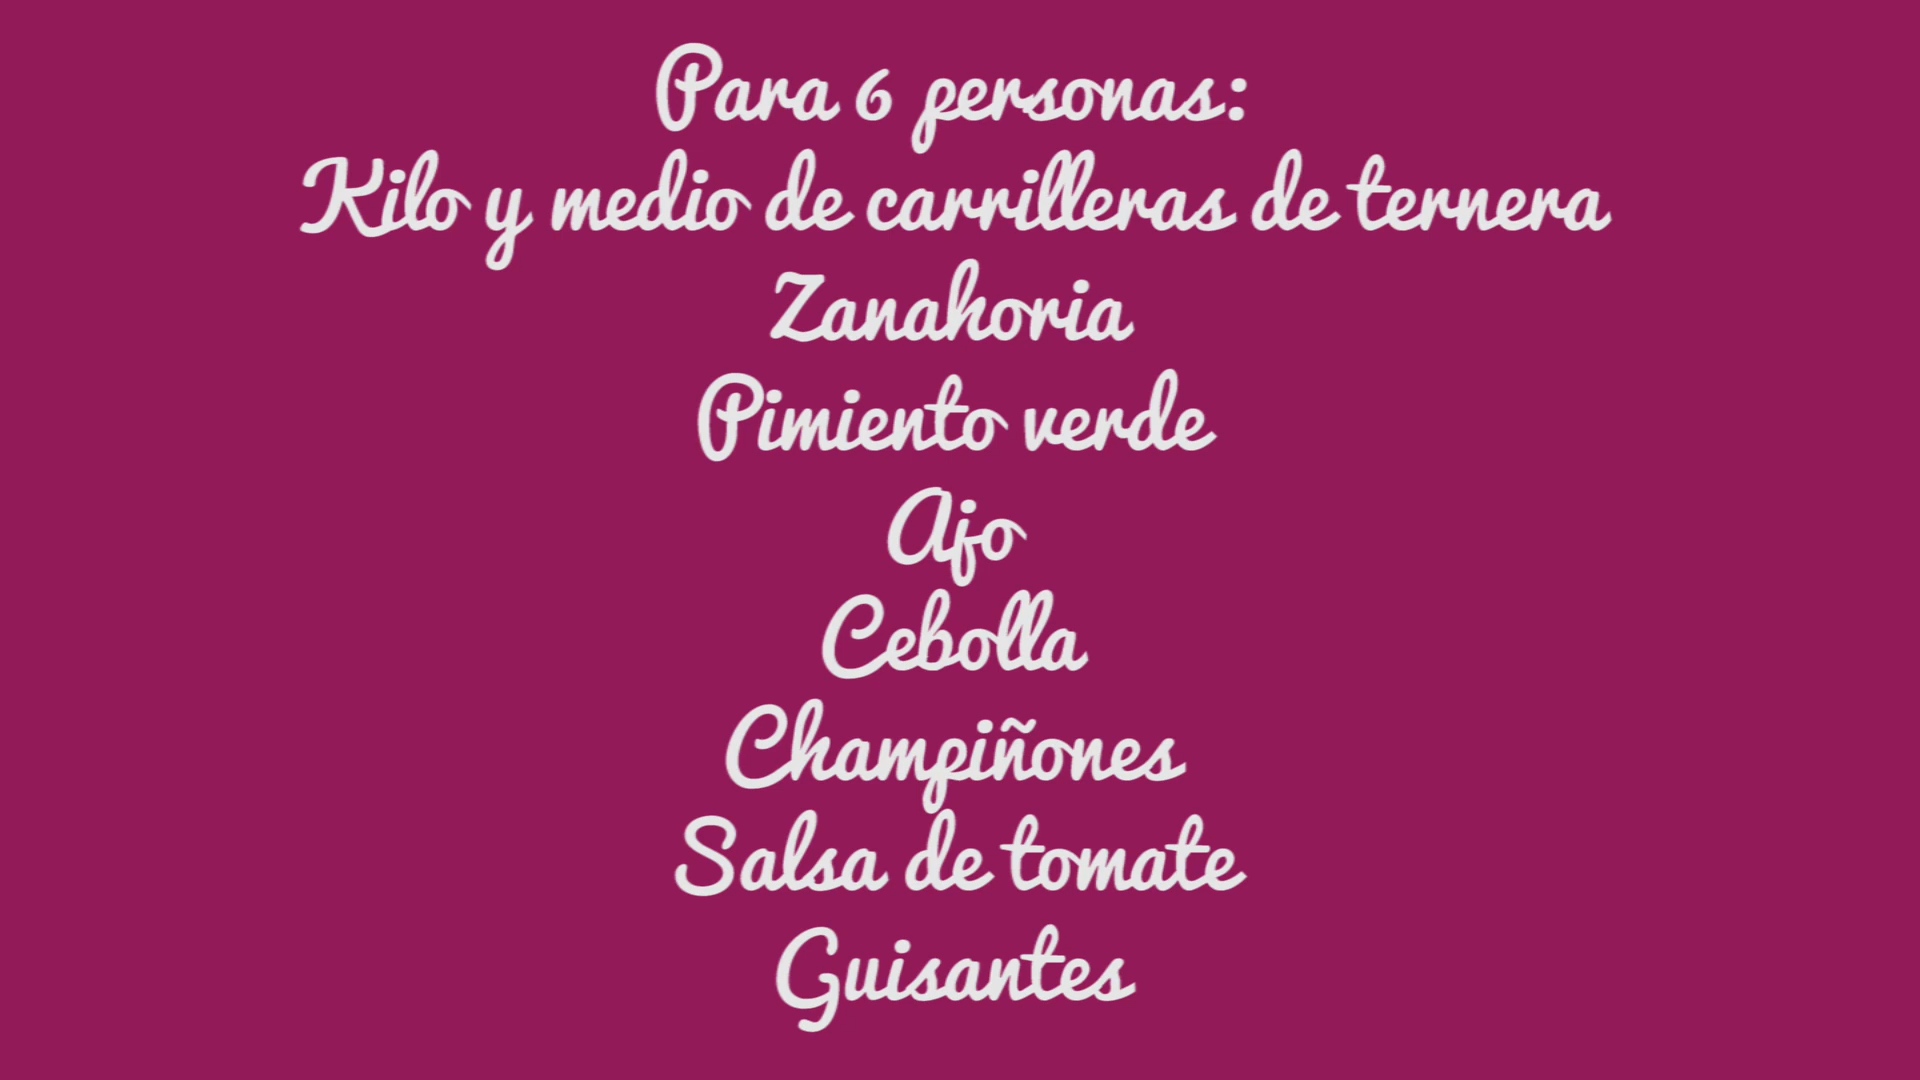 Para 6 personas:
Kilo y medio de carrilleras de ternera
Zanahoria
Pimiento verde
Ajo
Cebolla
Champiñones
Salsa de tomate
Guisantes